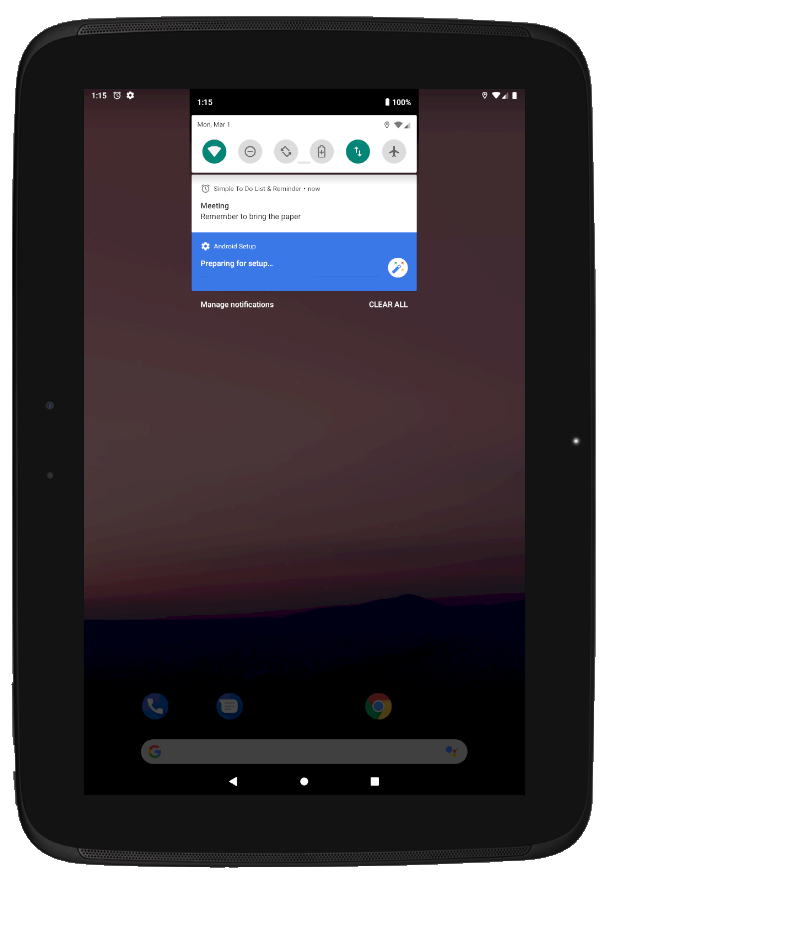 1:15
1:15
100%
Mon, Mar 1
Simple To Do List & Reminder • now
Meeting
Remember to bring the paper
Android Setup
Preparing for setup...
Manage notifications
CLEAR ALL